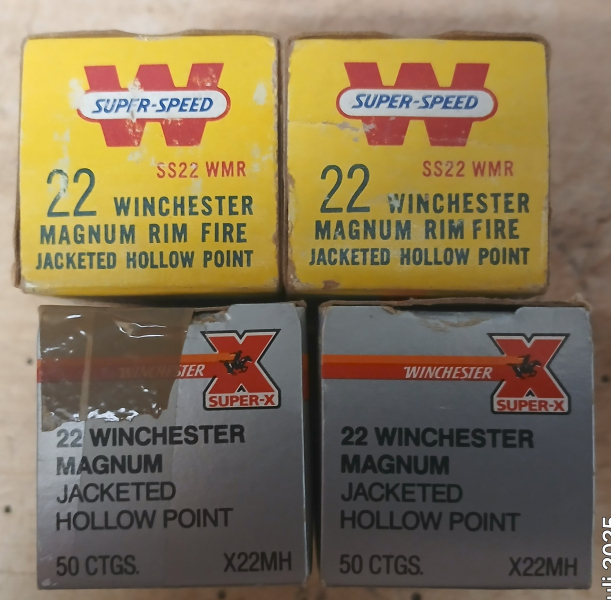 W
SUPER-SPEED
SS22 WMR
22 WINCHESTER
MAGNUM RIM FIRE
JACKETED HOLLOW POINT
W
SUPER-SPEED
SS22 WMR
22 WINCHESTER
MAGNUM RIM FIRE
JACKETED HOLLOW POINT
WINCHESTER
X
SUPER-X
22 WINCHESTER
MAGNUM
JACKETED
HOLLOW POINT
50 CTGS. X22MH
WINCHESTER
X
SUPER-X
22 WINCHESTER
MAGNUM
JACKETED
HOLLOW POINT
50 CTGS. X22MH
2025